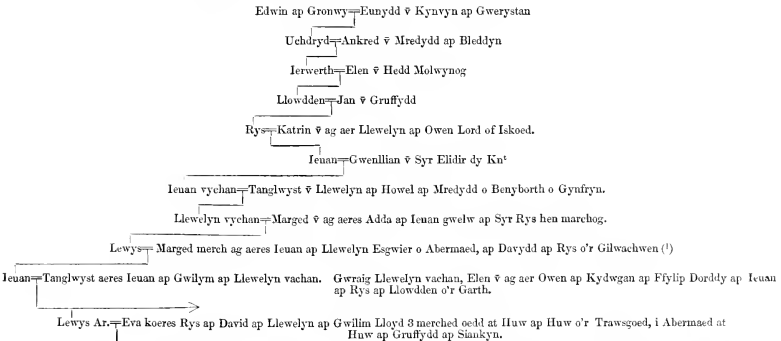 Edwin ap Gronwy=Eunydd v̄ Kynvyn ap Gwerystan
Uchdryd=Ankred v̄ Mredydd ap Bleddyn
Ierwerth=Elen v̄ Hedd Molwynog
Llowdden=Jan v̄ Gruffydd
Rys=Katrin v̄ ag aer Llewelyn ap Owen Lord of Iskoed.
Ieuan=Gwenllian v̄ Syr Elidir dy Knᵗ
Ieuan vychan=Tanglwyst v̄ Llewelyn ap Howel ap Mredydd o Benyborth o Gynfryn.
Llewelyn vychan=Marged v̄ ag aeres Adda ap Ieuan gwelw ap Syr Rys hen marchog.
Lewys=Marged merch ag aeres Ieuan ap Llewelyn Esgwier o Abermaed, ap Davydd ap Rys o'r Gilwachwen (¹)
Ieuan=Tanglwyst aeres Ieuan ap Gwilym ap Llewelyn vachan. Gwraig Llewelyn vachan, Elen v̄ ag aer Owen ap Kydwgan ap Ffylip Dorddy ap Ieuan
ap Rys ap Llowdden o'r Garth.
Lewys Ar.=Eva koeres Rys ap David ap Llewelyn ap Gwilim Lloyd 3 merched oedd at Huw ap Huw o'r Trawsgoed, i Abermaed at
Huw ap Gruffydd ap Siankyn.